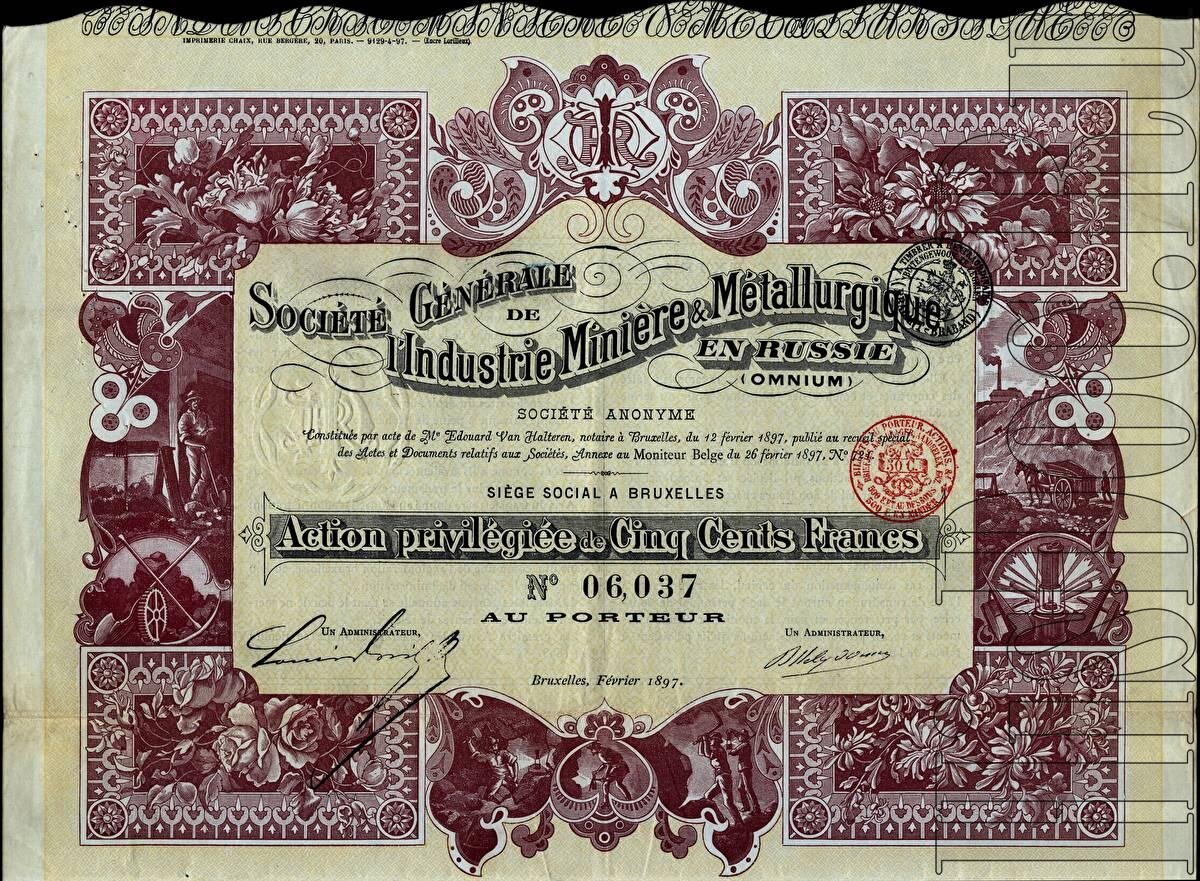 IMPRIMERIE CHAIX, RUE BERGÈRE, 20, PARIS. — 9129-4-97. — (Encre Lorilleux)
SOCIÉTÉ GÉNÉRALE
DE
l'Industrie Minière & Métallurgique
EN RUSSIE
(OMNIUM)
SOCIÉTÉ ANONYME
Constituée par acte de Me Edouard Van Halteren, notaire à Bruxelles, du 12 février 1897, publié au recueil spécial
des Actes et Documents relatifs aux Sociétés, Annexe au Moniteur Belge du 26 février 1897, No 724.
SIÈGE SOCIAL A BRUXELLES
Action privilégiée de Cinq Cents Francs
No 06,037
AU PORTEUR
UN ADMINISTRATEUR,
UN ADMINISTRATEUR,
Bruxelles, Février 1897.